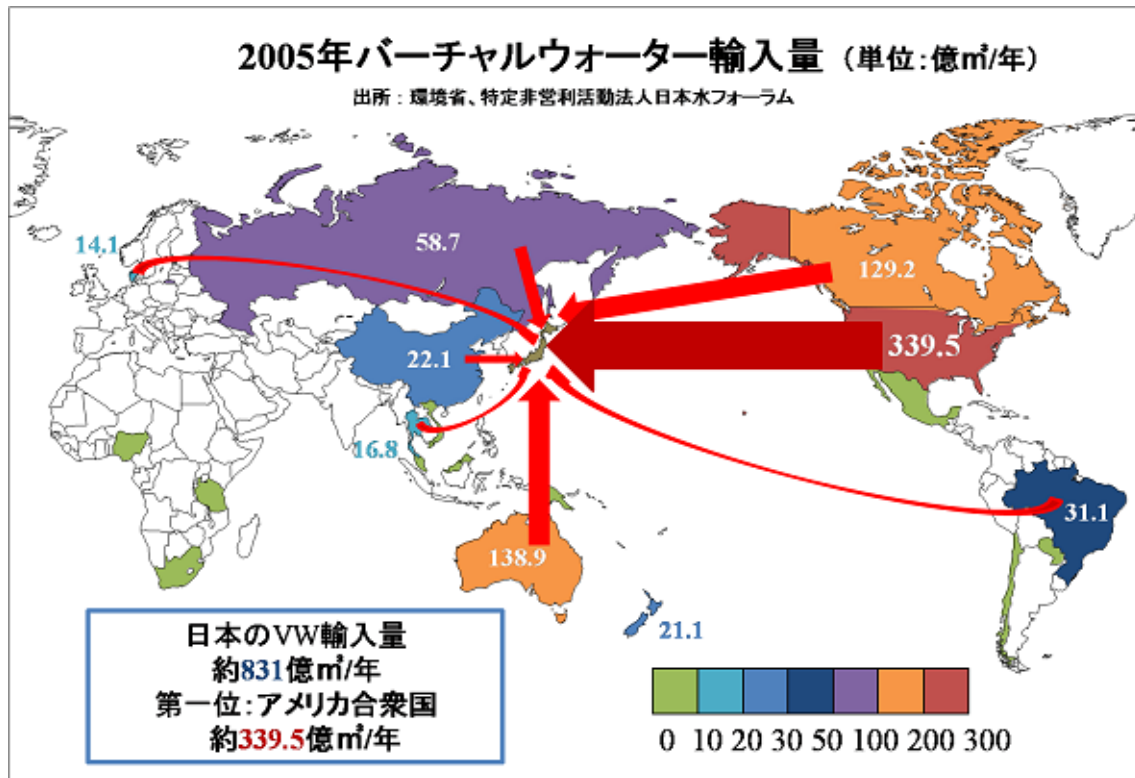 2005年バーチャルウォーター輸入量 (単位:億㎥/年)
出所：環境省、特定非営利活動法人日本水フォーラム
14.1
58.7
129.2
339.5
22.1
16.8
31.1
138.9
21.1
日本のVW輸入量
約831億㎥/年
第一位:アメリカ合衆国
約339.5億㎥/年
0 10 20 30 50 100 200 300